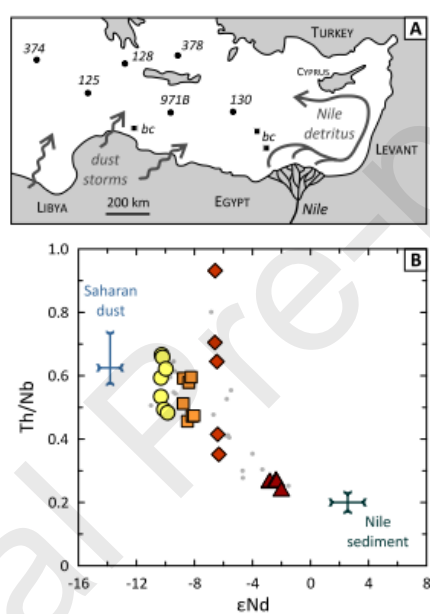 A
TURKEY
374
128
378
CYPRUS
125
971B
130
Nile
detritus
bc
bc
dust
storms
LEVANT
LIBYA
200 km
EGYPT
Nile
B
1.0
Saharan
dust
0.8
0.6
Th/Nb
0.4
0.2
Nile
sediment
0
-16
-12
-8
-4
0
4
8
εNd
al Pre-p